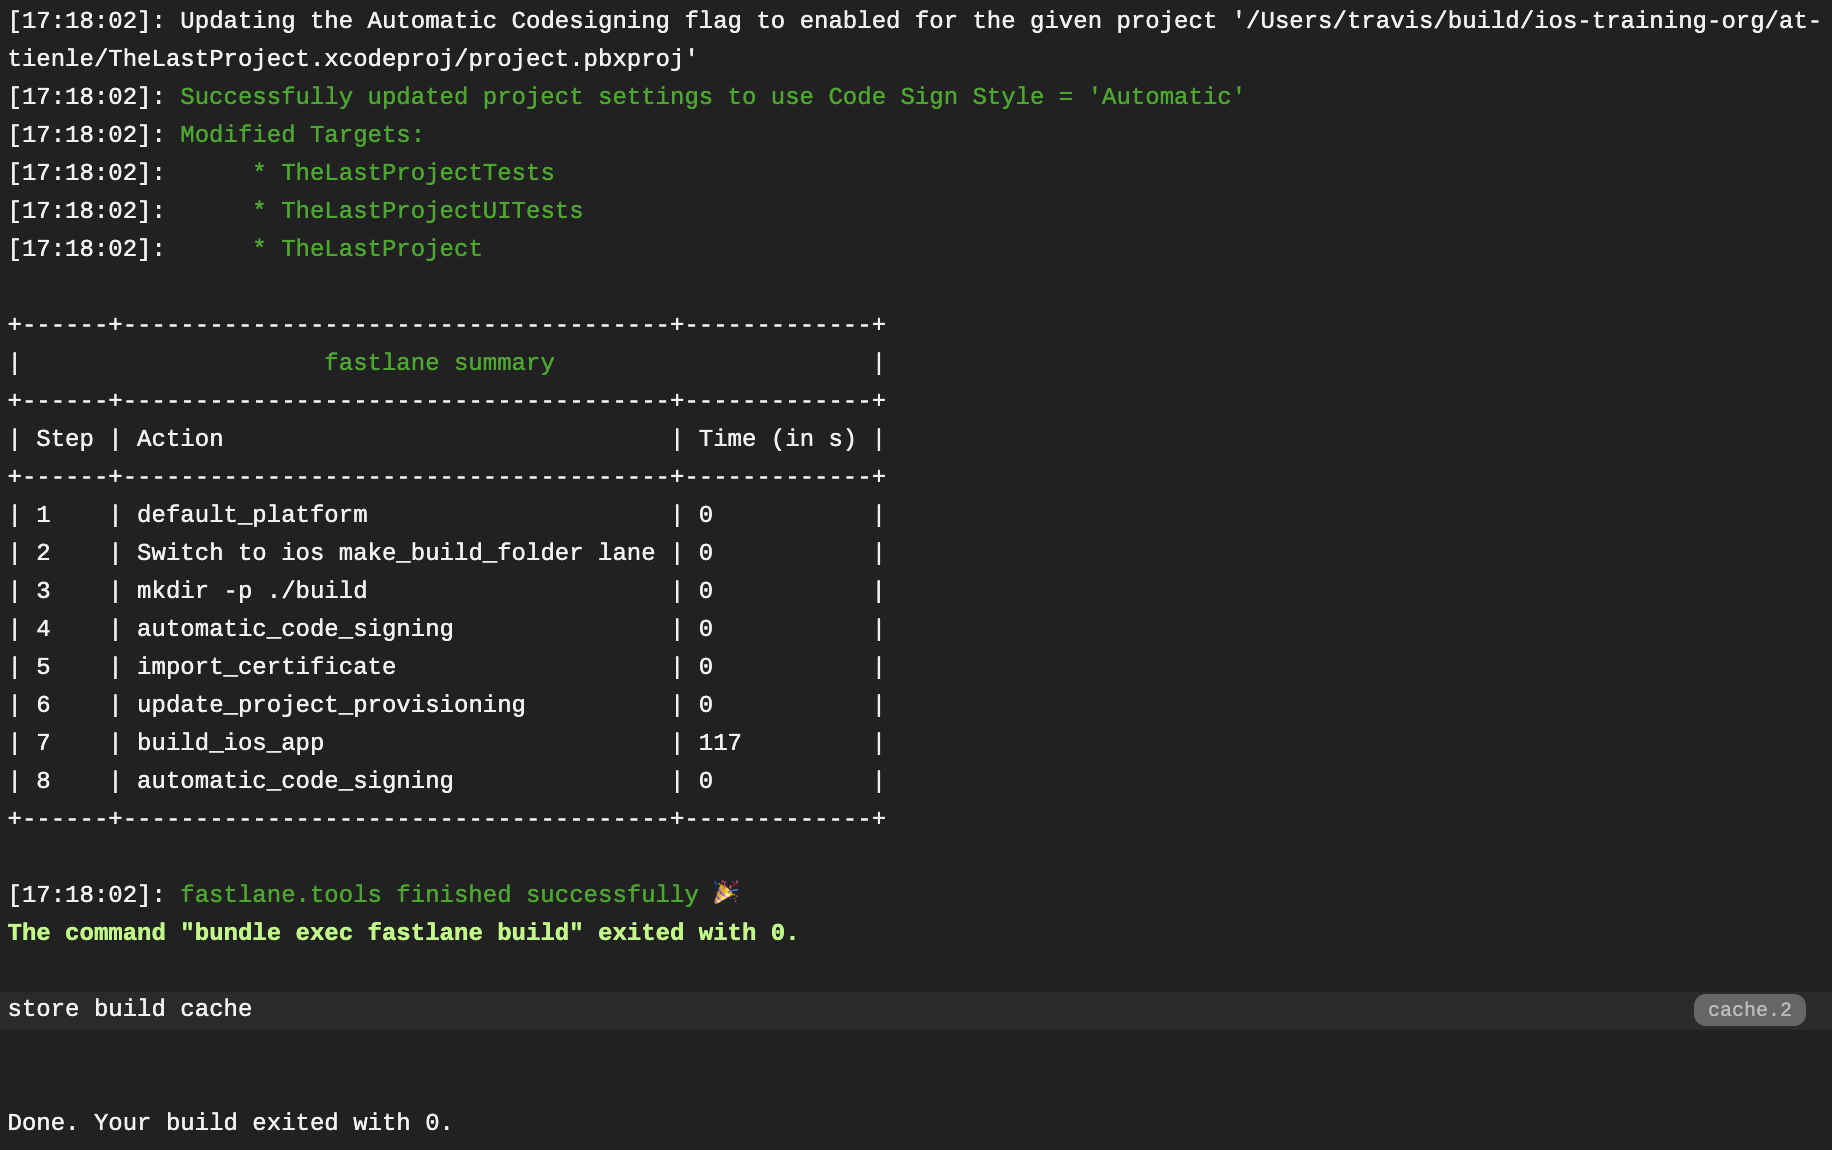 [17:18:02]: Updating the Automatic Codesigning flag to enabled for the given project '/Users/travis/build/ios-training-org/at-
tienle/TheLastProject.xcodeproj/project.pbxproj'
[17:18:02]: Successfully updated project settings to use Code Sign Style = 'Automatic'
[17:18:02]: Modified Targets:
[17:18:02]:      * TheLastProjectTests
[17:18:02]:      * TheLastProjectUITests
[17:18:02]:      * TheLastProject
+------+--------------------------------------+-------------+
|                     fastlane summary                      |
+------+--------------------------------------+-------------+
| Step | Action                               | Time (in s) |
+------+--------------------------------------+-------------+
| 1    | default_platform                     | 0           |
| 2    | Switch to ios make_build_folder lane | 0           |
| 3    | mkdir -p ./build                     | 0           |
| 4    | automatic_code_signing               | 0           |
| 5    | import_certificate                   | 0           |
| 6    | update_project_provisioning          | 0           |
| 7    | build_ios_app                        | 117         |
| 8    | automatic_code_signing               | 0           |
+------+--------------------------------------+-------------+
[17:18:02]: fastlane.tools finished successfully 🎉
The command "bundle exec fastlane build" exited with 0.
store build cache cache.2
Done. Your build exited with 0.